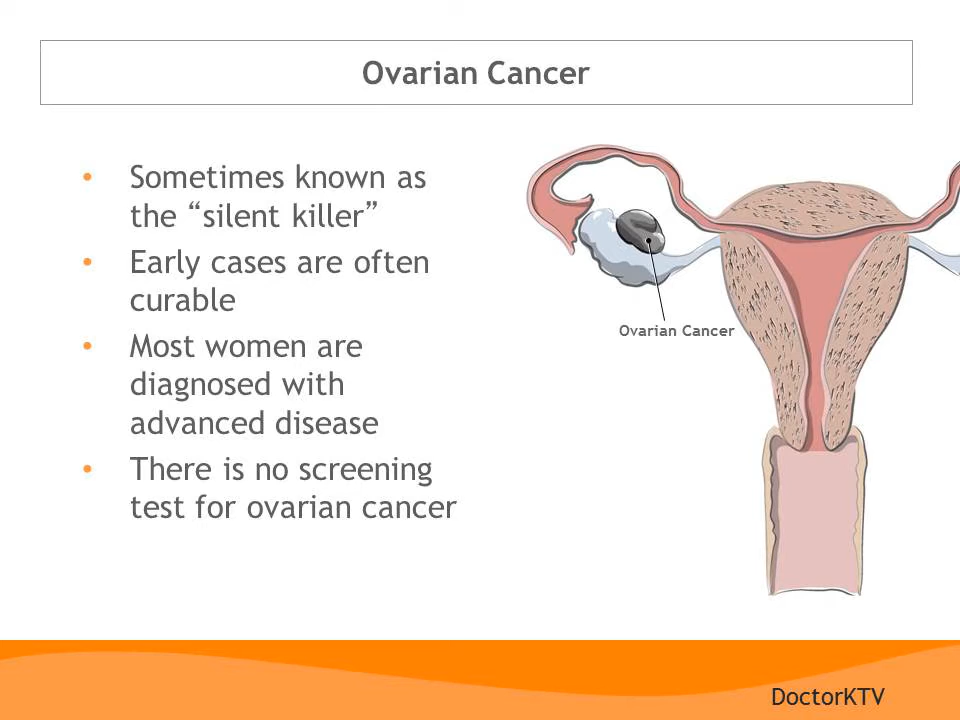 Ovarian Cancer
• Sometimes known as
the “silent killer”
• Early cases are often
curable
• Most women are
diagnosed with
advanced disease
• There is no screening
test for ovarian cancer
Ovarian Cancer
DoctorKTV